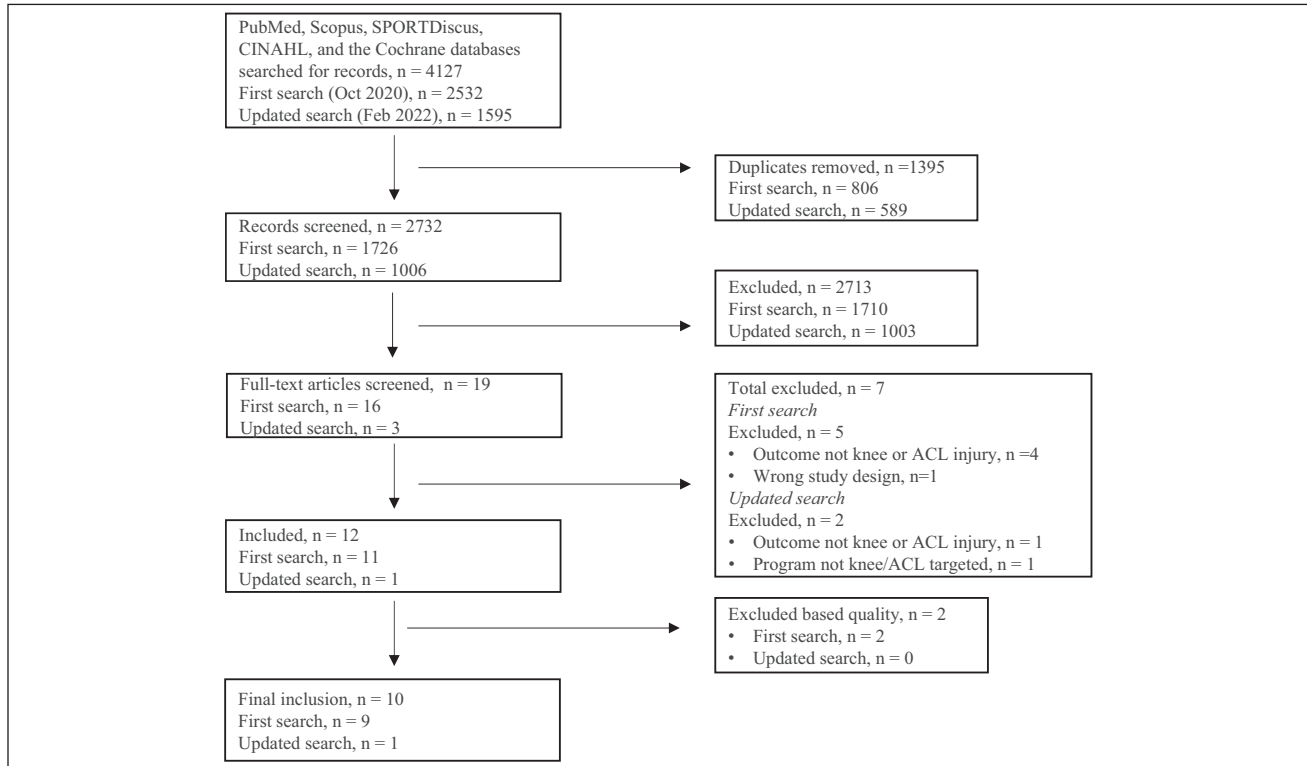 PubMed, Scopus, SPORTDiscus,
CINAHL, and the Cochrane databases
searched for records, n = 4127
First search (Oct 2020), n = 2532
Updated search (Feb 2022), n = 1595
Duplicates removed, n =1395
First search, n = 806
Updated search, n = 589
Records screened, n = 2732
First search, n = 1726
Updated search, n = 1006
Excluded, n = 2713
First search, n = 1710
Updated search, n = 1003
Full-text articles screened, n = 19
First search, n = 16
Updated search, n = 3
Total excluded, n = 7
First search
Excluded, n = 5
• Outcome not knee or ACL injury, n =4
• Wrong study design, n=1
Updated search
Excluded, n = 2
• Outcome not knee or ACL injury, n = 1
• Program not knee/ACL targeted, n = 1
Included, n = 12
First search, n = 11
Updated search, n = 1
Excluded based quality, n = 2
• First search, n = 2
• Updated search, n = 0
Final inclusion, n = 10
First search, n = 9
Updated search, n = 1